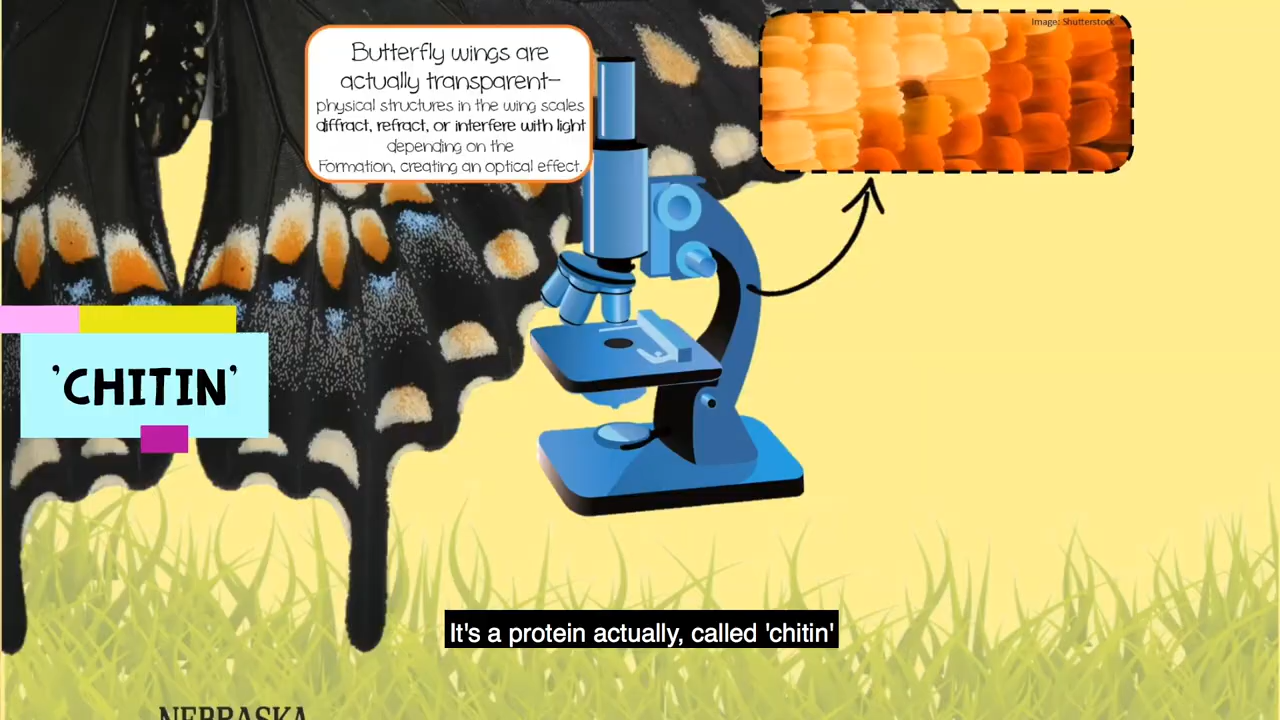 Image: Shutterstock
Butterfly wings are
actually transparent–
physical structures in the wing scales
diffract, refract, or interfere with light
depending on the
Formation, creating an optical effect.
'CHITIN'
It's a protein actually, called 'chitin'
NEBRASKA